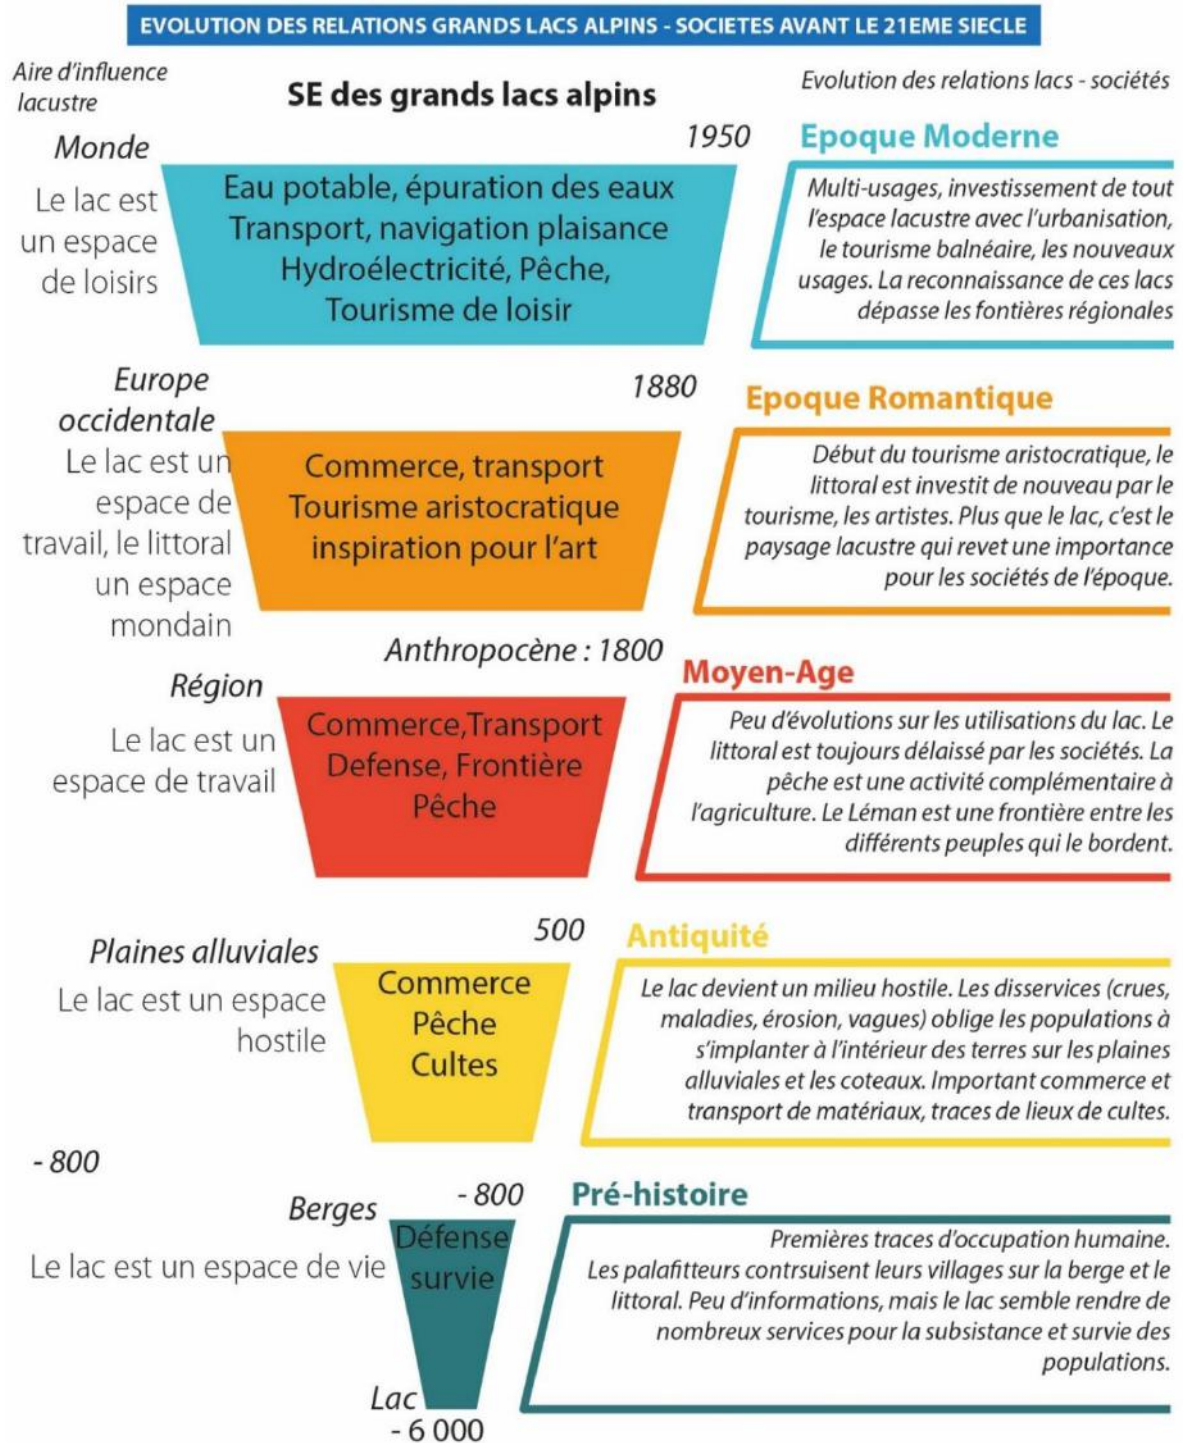 EVOLUTION DES RELATIONS GRANDS LACS ALPINS - SOCIETES AVANT LE 21EME SIECLE
Aire d'influence
lacustre
SE des grands lacs alpins
Evolution des relations lacs - sociétés
Monde
1950
Epoque Moderne
Le lac est
un espace
de loisirs
Eau potable, épuration des eaux
Transport, navigation plaisance
Hydroélectricité, Pêche,
Tourisme de loisir
Multi-usages, investissement de tout
l'espace lacustre avec l'urbanisation,
le tourisme balnéaire, les nouveaux
usages. La reconnaissance de ces lacs
dépasse les fontières régionales
Europe
occidentale
1880
Epoque Romantique
Le lac est un
espace de
travail, le littoral
un espace
mondain
Commerce, transport
Tourisme aristocratique
inspiration pour l'art
Début du tourisme aristocratique, le
littoral est investit de nouveau par le
tourisme, les artistes. Plus que le lac, c'est le
paysage lacustre qui revet une importance
pour les sociétés de l'époque.
Anthropocène : 1800
Région
Moyen-Age
Le lac est un
espace de travail
Commerce,Transport
Defense, Frontière
Pêche
Peu d'évolutions sur les utilisations du lac. Le
littoral est toujours délaissé par les sociétés. La
pêche est une activité complémentaire à
l'agriculture. Le Léman est une frontière entre les
différents peuples qui le bordent.
Plaines alluviales
500
Antiquité
Le lac est un espace
hostile
Commerce
Pêche
Cultes
Le lac devient un milieu hostile. Les disservices (crues,
maladies, érosion, vagues) oblige les populations à
s'implanter à l'intérieur des terres sur les plaines
alluviales et les coteaux. Important commerce et
transport de matériaux, traces de lieux de cultes.
- 800
Berges
- 800
Pré-histoire
Le lac est un espace de vie
Défense
survie
Premières traces d'occupation humaine.
Les palafitteurs contrsuisent leurs villages sur la berge et le
littoral. Peu d'informations, mais le lac semble rendre de
nombreux services pour la subsistance et survie des
populations.
Lac
- 6 000